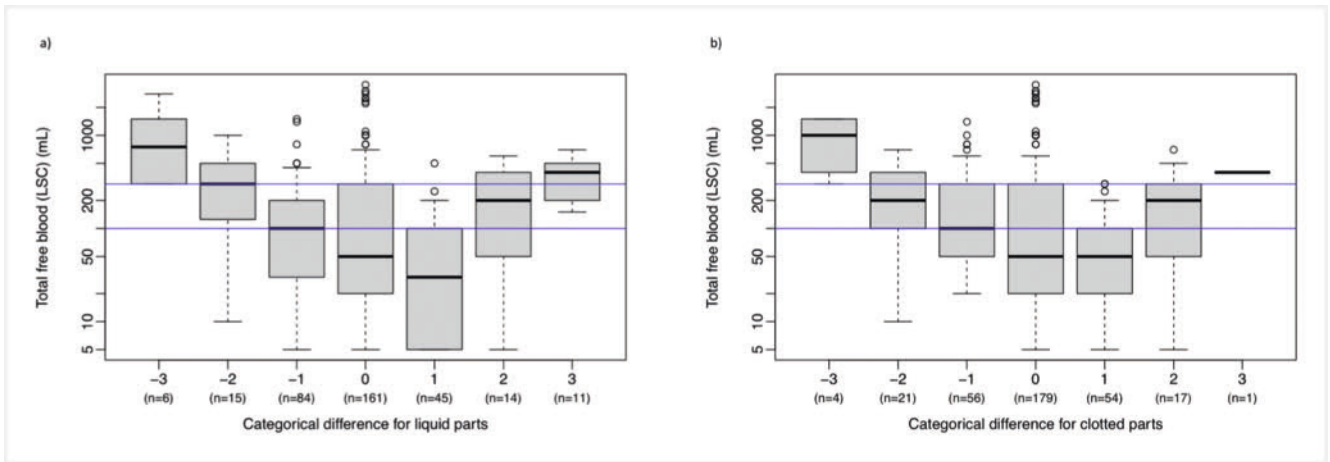 a)
Total free blood (LSC) (mL)
1000
200
50
10
5
−3 −2 −1 0 1 2 3
(n=6) (n=15) (n=84) (n=161) (n=45) (n=14) (n=11)
Categorical difference for liquid parts
b)
Total free blood (LSC) (mL)
1000
200
50
10
5
−3 −2 −1 0 1 2 3
(n=4) (n=21) (n=56) (n=179) (n=54) (n=17) (n=1)
Categorical difference for clotted parts